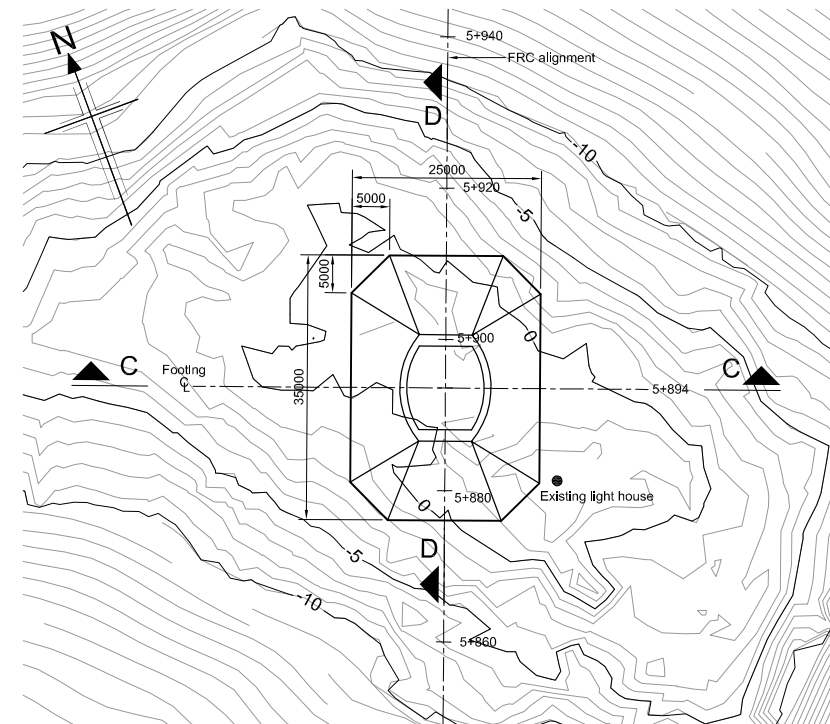 5+940
N
FRC alignment
D
-10
25000
5+920
5000
-5
5000
5+900
0
C
Footing
C
L
35000
5+894
C
5+880
0
Existing light house
D
-5
-10
5+860